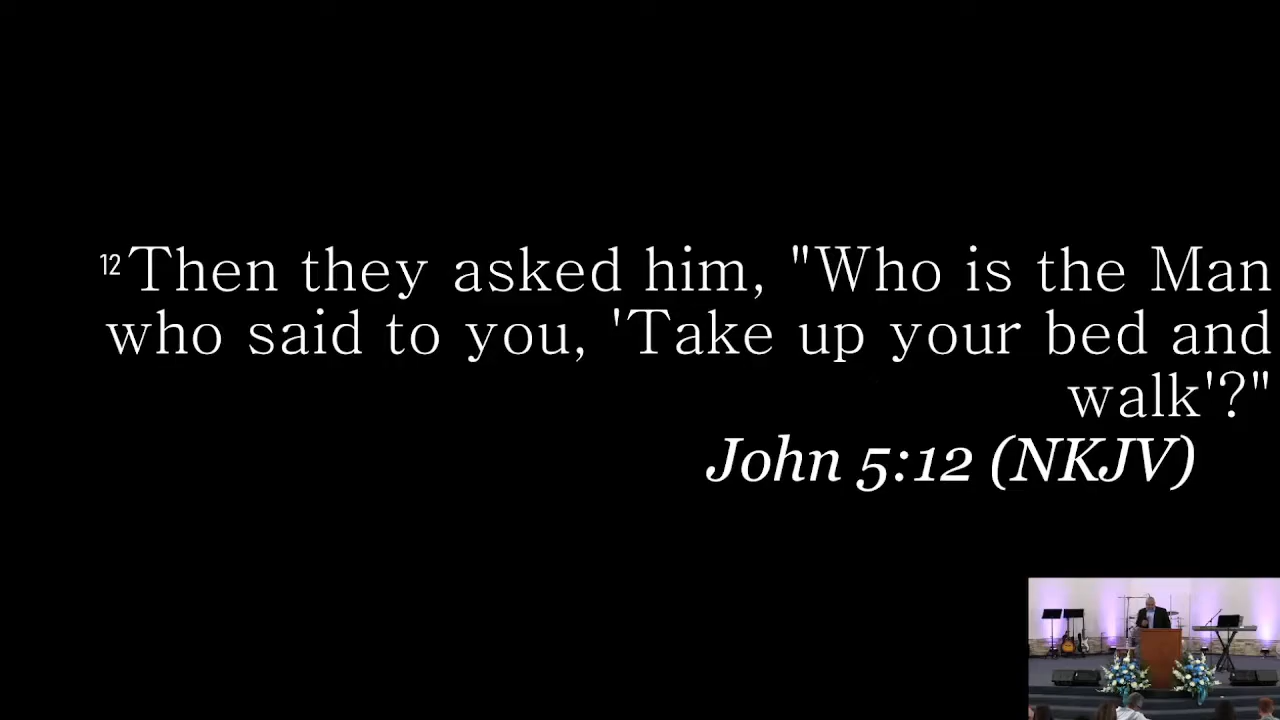 12Then they asked him, "Who is the Man
who said to you, 'Take up your bed and
walk'?"
John 5:12 (NKJV)